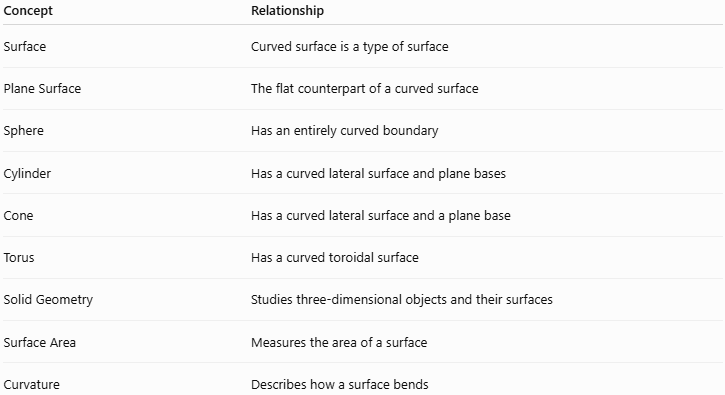 Concept Relationship
Surface Curved surface is a type of surface
Plane Surface The flat counterpart of a curved surface
Sphere Has an entirely curved boundary
Cylinder Has a curved lateral surface and plane bases
Cone Has a curved lateral surface and a plane base
Torus Has a curved toroidal surface
Solid Geometry Studies three-dimensional objects and their surfaces
Surface Area Measures the area of a surface
Curvature Describes how a surface bends